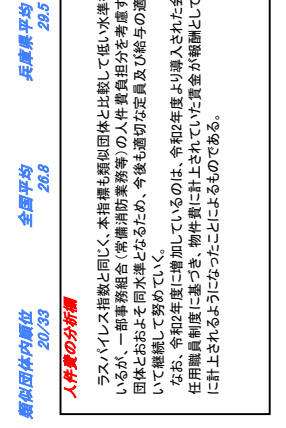 類似団体内順位
20/33
全国平均
26.8
兵庫県平均
29.5
人件費の分析欄
ラスパイレス指数と同じく、本指標も類似団体と比較して低い水準
いるが、一部事務組合(常備消防業務等)の人件費負担分を考慮す
団体とおおよそ同水準となるため、今後も適切な定員及び給与の適
いて継続して努めていく。
なお、令和2年度に増加しているのは、令和2年度より導入された会
任用職員制度に基づき、物件費に計上されていた賃金が報酬として
に計上されるようになったことによるものである。